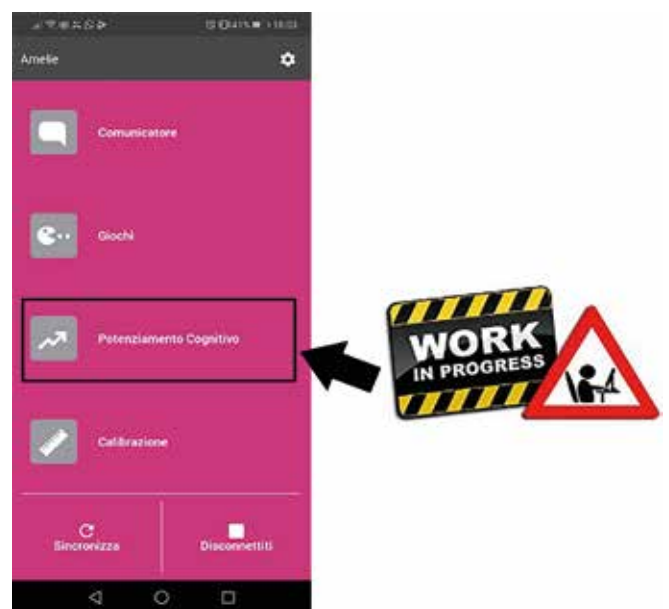 Amelie
Comunicatore
Giochi
Potenziamento Cognitivo
WORK
IN PROGRESS
Calibrazione
Sincronizza
Disconnettiti